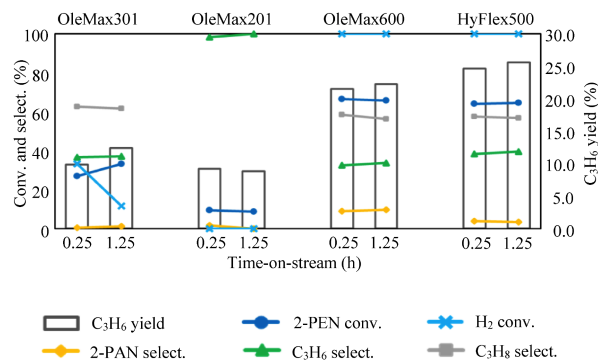 OleMax301 OleMax201 OleMax600 HyFlex500
100 30.0
80 25.0
60 20.0
15.0
40 10.0
20 5.0
0 0.0
Conv. and select. (%)
C₃H₆ yield (%)
0.25 1.25 0.25 1.25 0.25 1.25 0.25 1.25
Time-on-stream (h)
C₃H₆ yield 2-PEN conv. H₂ conv.
2-PAN select. C₃H₆ select. C₃H₈ select.